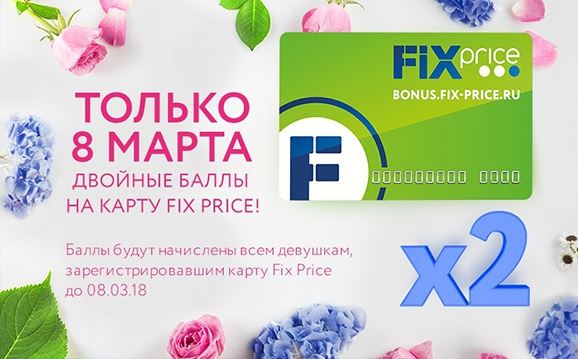 ТОЛЬКО
8 МАРТА
ДВОЙНЫЕ БАЛЛЫ
НА КАРТУ FIX PRICE!
Баллы будут начислены всем девушкам,
зарегистрировавшим карту Fix Price
до 08.03.18
FiX price
BONUS.FIX-PRICE.RU
F
00000000 0000
x2